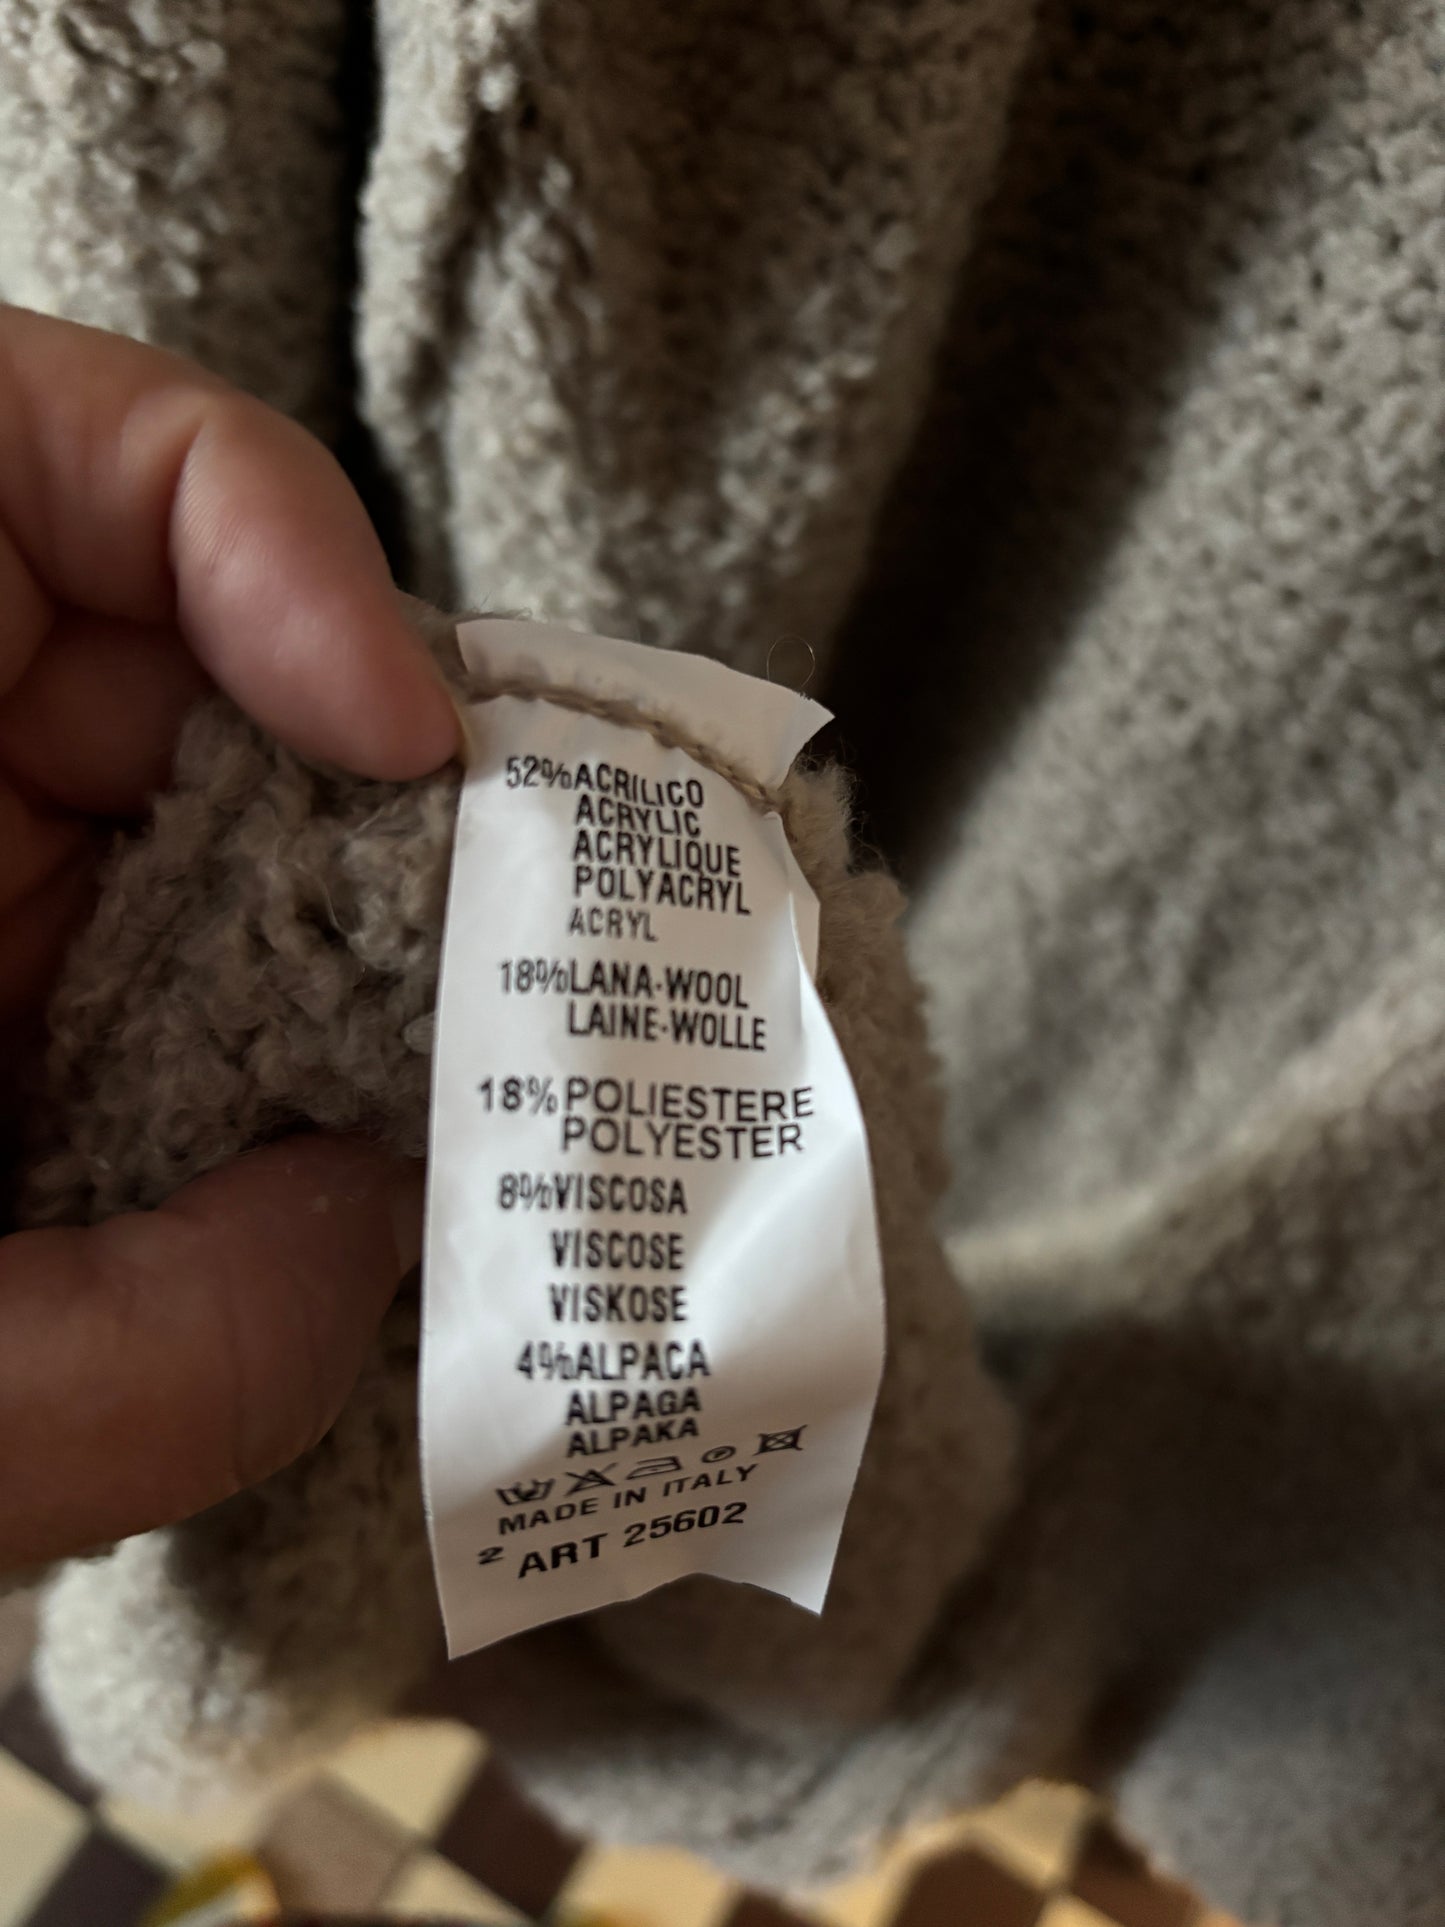 52%ACRILICO
ACRYLIC
ACRYLIQUE
POLYACRYL
ACRYL
18%LANA-WOOL
LAINE-WOLLE
18%POLIESTERE
POLYESTER
8%VISCOSA
VISCOSE
VISKOSE
4%ALPACA
ALPAGA
ALPAKA
P
MADE IN ITALY
2 ART 25602